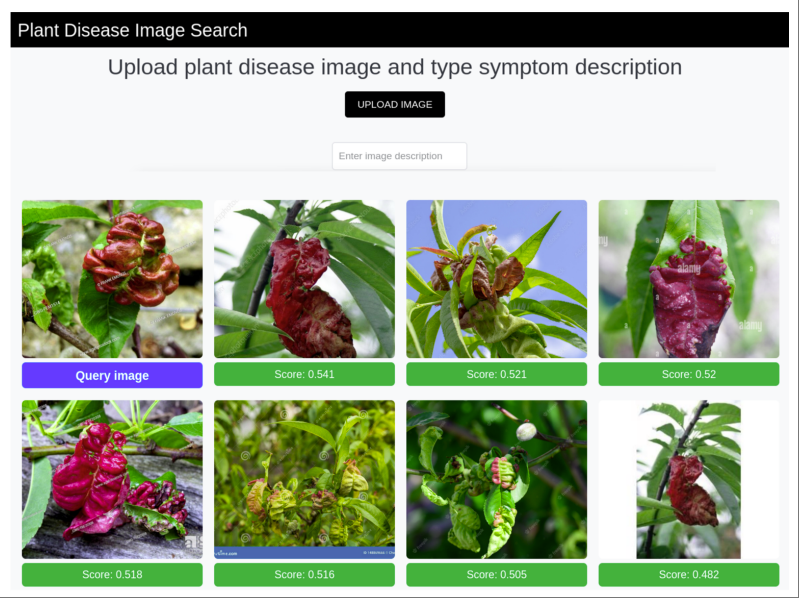 Plant Disease Image Search
Upload plant disease image and type symptom description
UPLOAD IMAGE
Enter image description
alamy
alamy
Query image
Score: 0.541
Score: 0.521
Score: 0.52
Score: 0.518
Score: 0.516
Score: 0.505
Score: 0.482